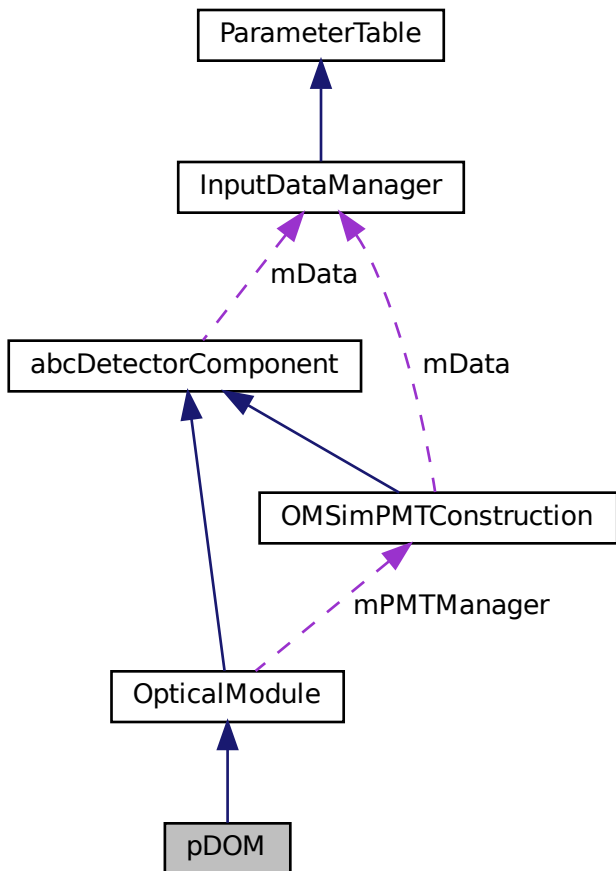 ParameterTable
InputDataManager
mData
abcDetectorComponent
mData
OMSimPMTConstruction
mPMTManager
OpticalModule
pDOM